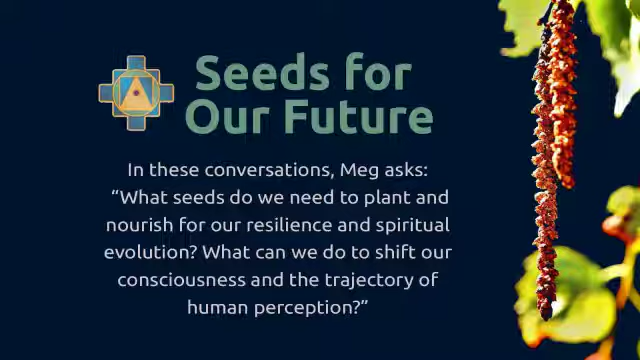 Seeds for
Our Future
In these conversations, Meg asks:
“What seeds do we need to plant and
nourish for our resilience and spiritual
evolution? What can we do to shift our
consciousness and the trajectory of
human perception?”